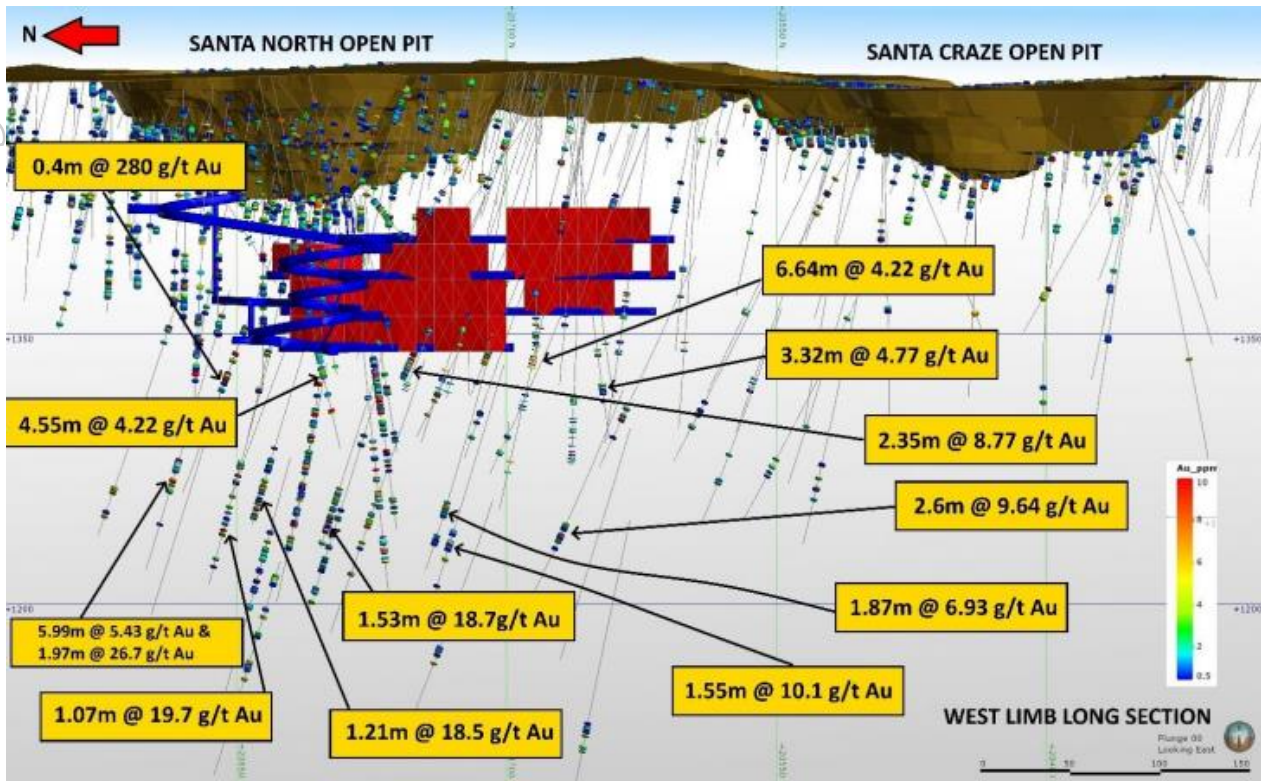 N
SANTA NORTH OPEN PIT
SANTA CRAZE OPEN PIT
0.4m @ 280 g/t Au
6.64m @ 4.22 g/t Au
+1350
+1350
3.32m @ 4.77 g/t Au
4.55m @ 4.22 g/t Au
2.35m @ 8.77 g/t Au
Au_ppm
10
8
6
4
2
0.5
2.6m @ 9.64 g/t Au
+1200
+1200
1.87m @ 6.93 g/t Au
1.53m @ 18.7g/t Au
5.99m @ 5.43 g/t Au &
1.97m @ 26.7 g/t Au
1.55m @ 10.1 g/t Au
1.07m @ 19.7 g/t Au
1.21m @ 18.5 g/t Au
WEST LIMB LONG SECTION
Plunge 00
Looking East
0 50 100 150